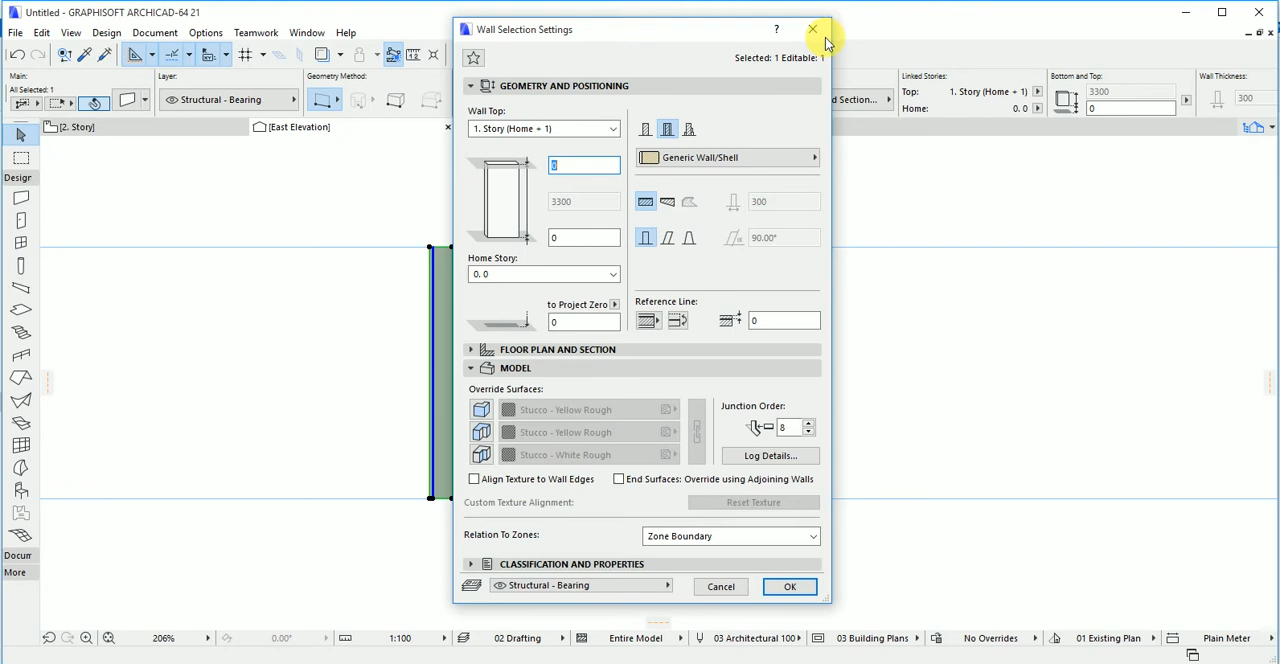 Untitled - GRAPHISOFT ARCHICAD-64 21
File Edit View Design Document Options Teamwork Window Help
Main:
All Selected: 1
Layer:
Structural - Bearing
Geometry Method:
d Section...
Linked Stories:
Top: 1. Story (Home + 1)
Home: 0. 0
Bottom and Top:
3300
0
Wall Thickness:
300
[2. Story]
[East Elevation]
Design
Docum
More
Wall Selection Settings
?
Selected: 1 Editable: 1
GEOMETRY AND POSITIONING
Wall Top:
1. Story (Home + 1)
0
3300
0
Home Story:
0. 0
to Project Zero
0
Generic Wall/Shell
300
90.00°
Reference Line:
0
FLOOR PLAN AND SECTION
MODEL
Override Surfaces:
Stucco - Yellow Rough
Stucco - Yellow Rough
Stucco - White Rough
Junction Order:
8
Log Details...
Align Texture to Wall Edges
End Surfaces: Override using Adjoining Walls
Custom Texture Alignment:
Reset Texture
Relation To Zones:
Zone Boundary
CLASSIFICATION AND PROPERTIES
Structural - Bearing
Cancel
OK
206%
0.00°
1:100
02 Drafting
Entire Model
03 Architectural 100
03 Building Plans
No Overrides
01 Existing Plan
Plain Meter